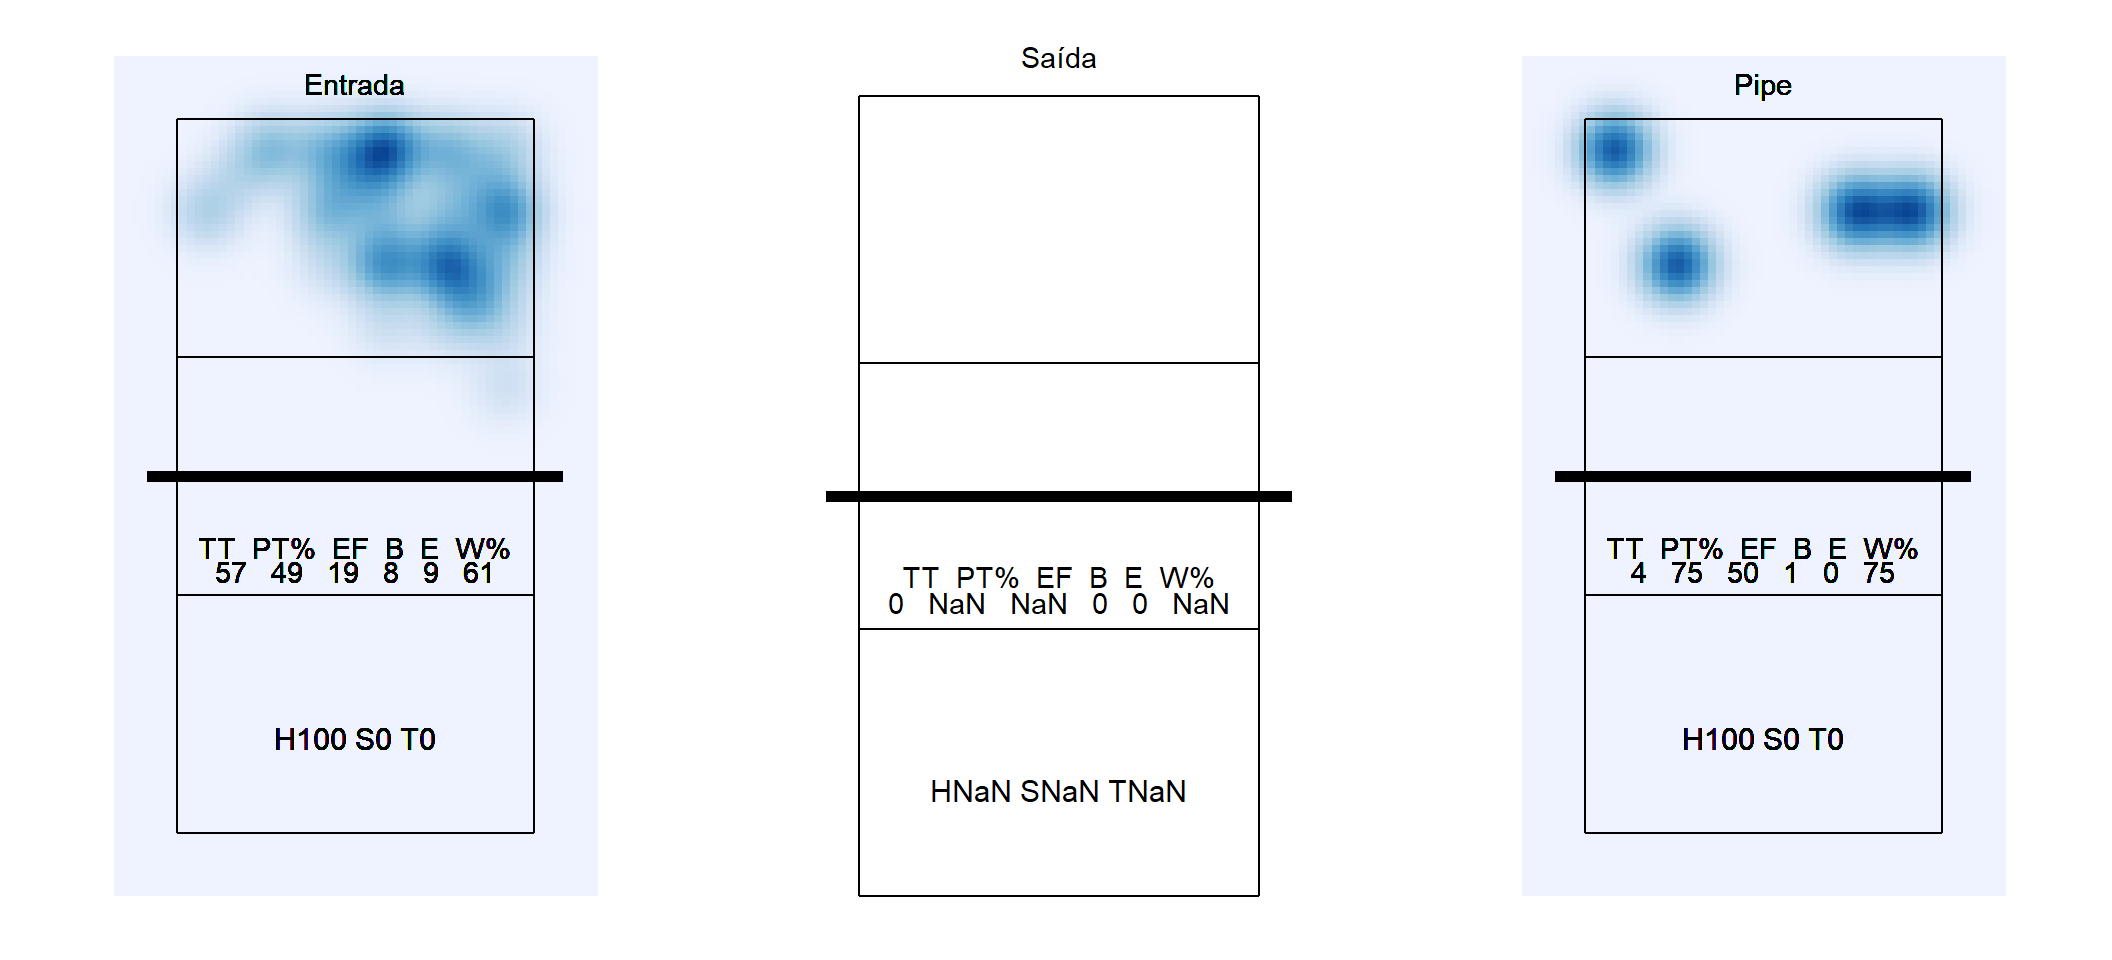 Entrada
TT PT% EF B E W%
57 49 19 8 9 61
H100 S0 T0
Saída
TT PT% EF B E W%
0 NaN NaN 0 0 NaN
HNaN SNaN TNaN
Pipe
TT PT% EF B E W%
4 75 50 1 0 75
H100 S0 T0